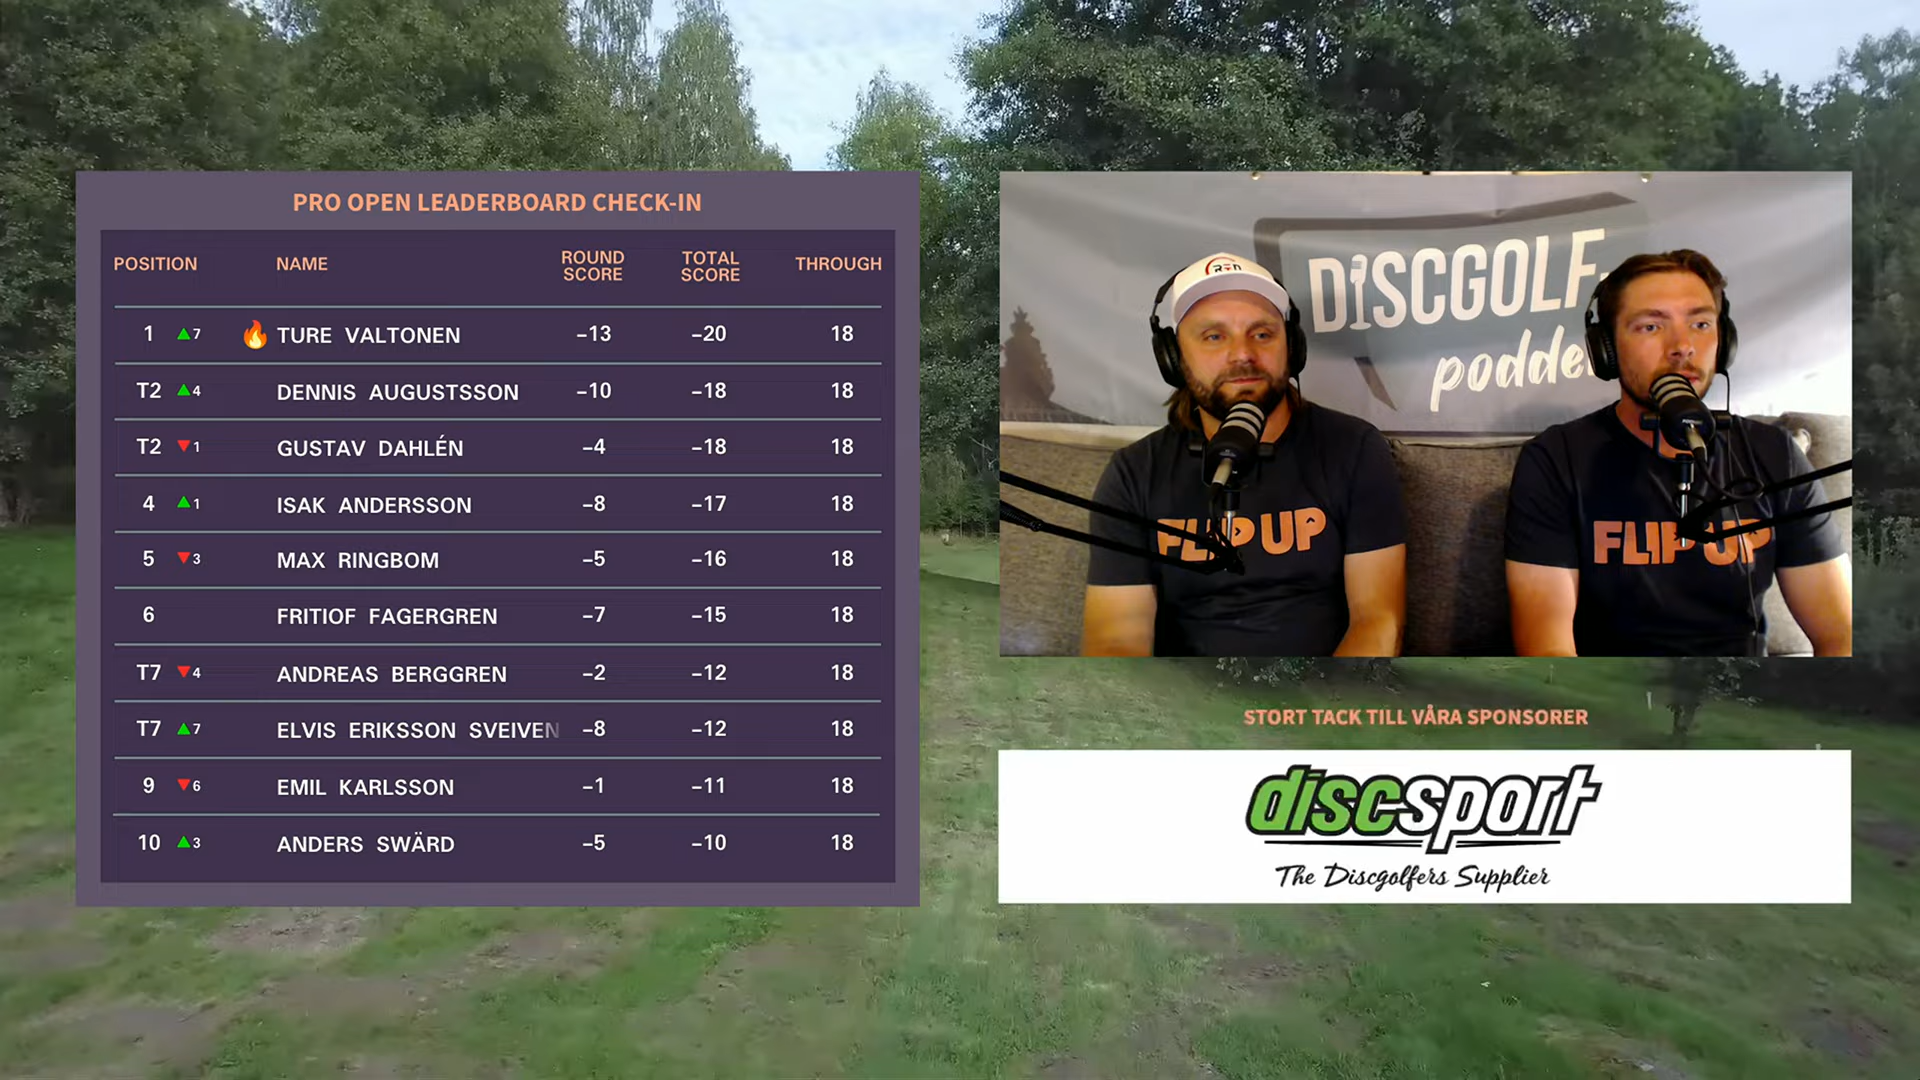 PRO OPEN LEADERBOARD CHECK-IN
POSITION NAME ROUND SCORE TOTAL SCORE THROUGH
1 ▲7 🔥 TURE VALTONEN −13 −20 18
T2 ▲4 DENNIS AUGUSTSSON −10 −18 18
T2 ▼1 GUSTAV DAHLÉN −4 −18 18
4 ▲1 ISAK ANDERSSON −8 −17 18
5 ▼3 MAX RINGBOM −5 −16 18
6 FRITIOF FAGERGREN −7 −15 18
T7 ▼4 ANDREAS BERGGREN −2 −12 18
T7 ▲7 ELVIS ERIKSSON SVEIVEN −8 −12 18
9 ▼6 EMIL KARLSSON −1 −11 18
10 ▲3 ANDERS SWÄRD −5 −10 18
DISCGOLF-
podde
FLIP UP
FLIP UP
STORT TACK TILL VÅRA SPONSORER
discsport
The Discgolfers Supplier